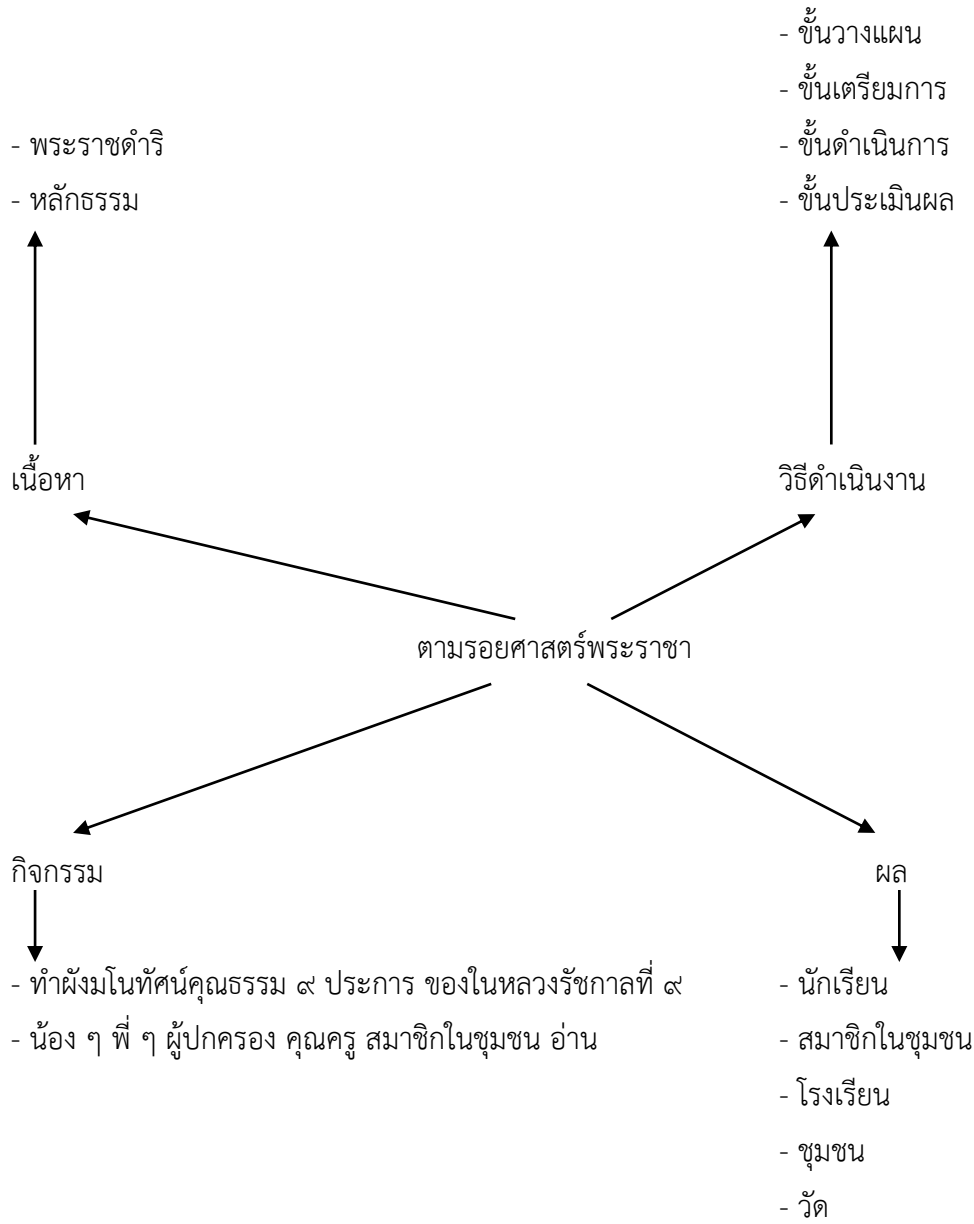 - ขั้นวางแผน
- ขั้นเตรียมการ
- พระราชดำริ
- ขั้นดำเนินการ
- หลักธรรม
- ขั้นประเมินผล
เนื้อหา
วิธีดำเนินงาน
ตามรอยศาสตร์พระราชา
กิจกรรม
ผล
- ทำผังมโนทัศน์คุณธรรม ๙ ประการ ของในหลวงรัชกาลที่ ๙
- นักเรียน
- น้อง ๆ พี่ ๆ ผู้ปกครอง คุณครู สมาชิกในชุมชน อ่าน
- สมาชิกในชุมชน
- โรงเรียน
- ชุมชน
- วัด